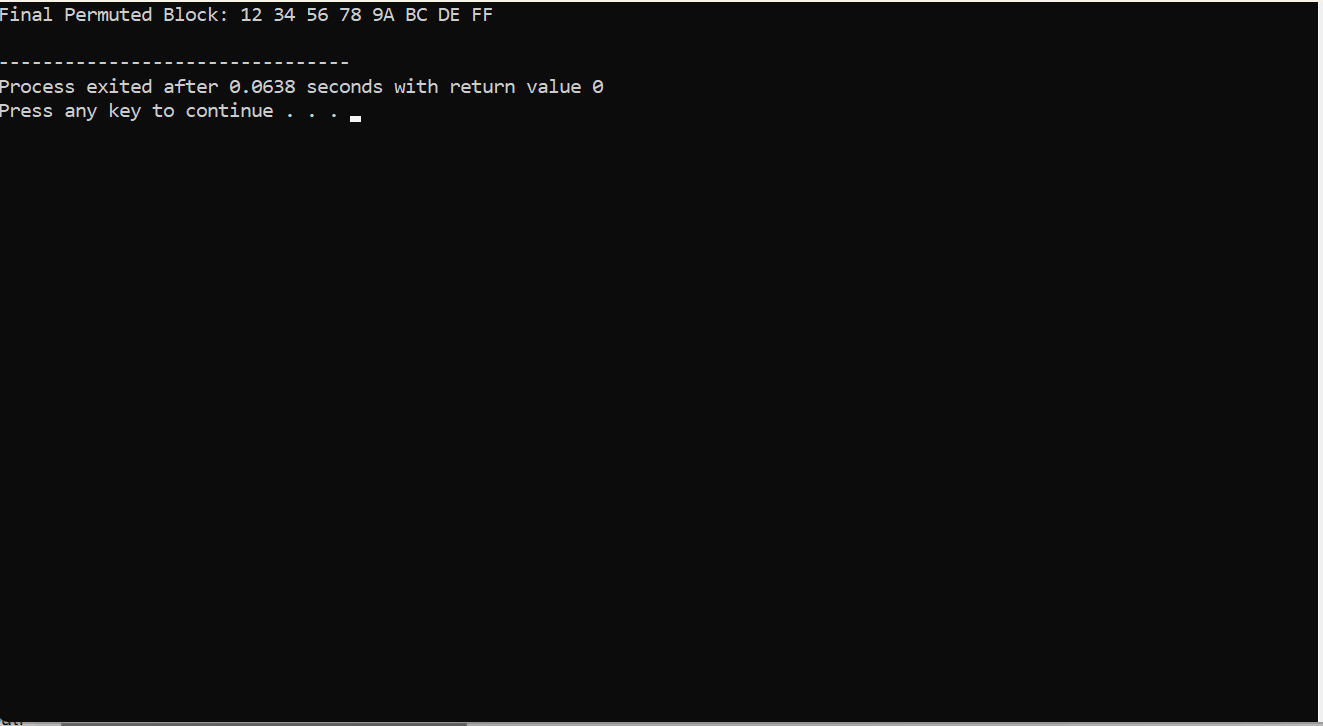 Final Permuted Block: 12 34 56 78 9A BC DE FF
--------------------------------
Process exited after 0.0638 seconds with return value 0
Press any key to continue . . .